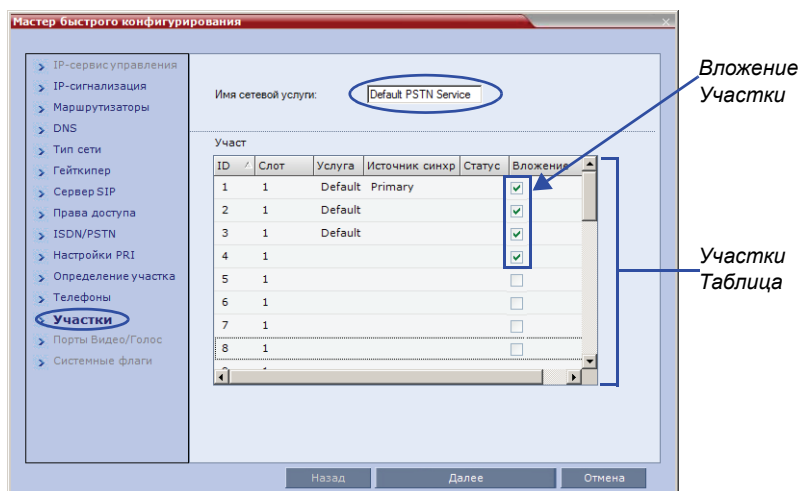 Мастер быстрого конфигурирования
IP-сервис управления
IP-сигнализация
Маршрутизаторы
DNS
Тип сети
Гейткипер
Сервер SIP
Права доступа
ISDN/PSTN
Настройки PRI
Определение участка
Телефоны
Участки
Порты Видео/Голос
Системные флаги
Имя сетевой услуги: Default PSTN Service
Участ
ID Слот Услуга Источник синхр Статус Вложение
1 1 Default Primary
2 1 Default
3 1 Default
4 1
5 1
6 1
7 1
8 1
Назад Далее Отмена
Вложение
Участки
Участки
Таблица